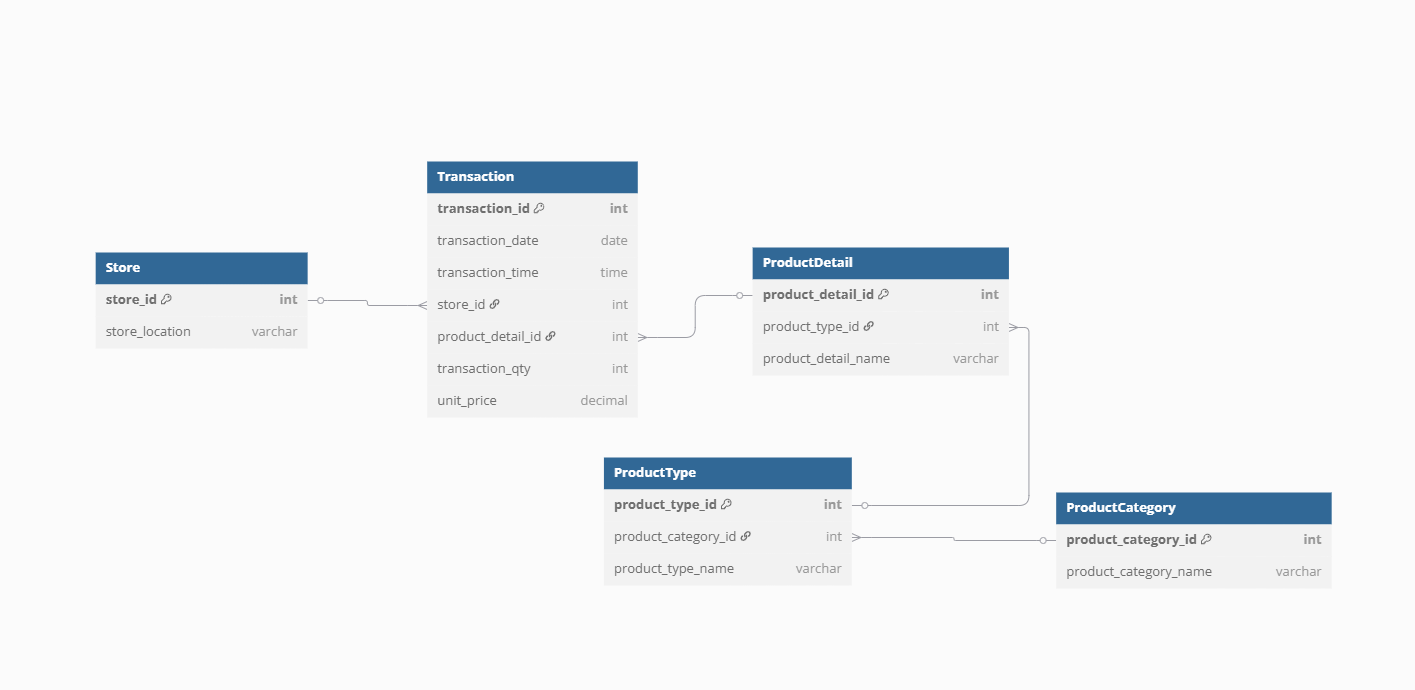 Store
store_id int
store_location varchar
Transaction
transaction_id int
transaction_date date
transaction_time time
store_id int
product_detail_id int
transaction_qty int
unit_price decimal
ProductDetail
product_detail_id int
product_type_id int
product_detail_name varchar
ProductType
product_type_id int
product_category_id int
product_type_name varchar
ProductCategory
product_category_id int
product_category_name varchar